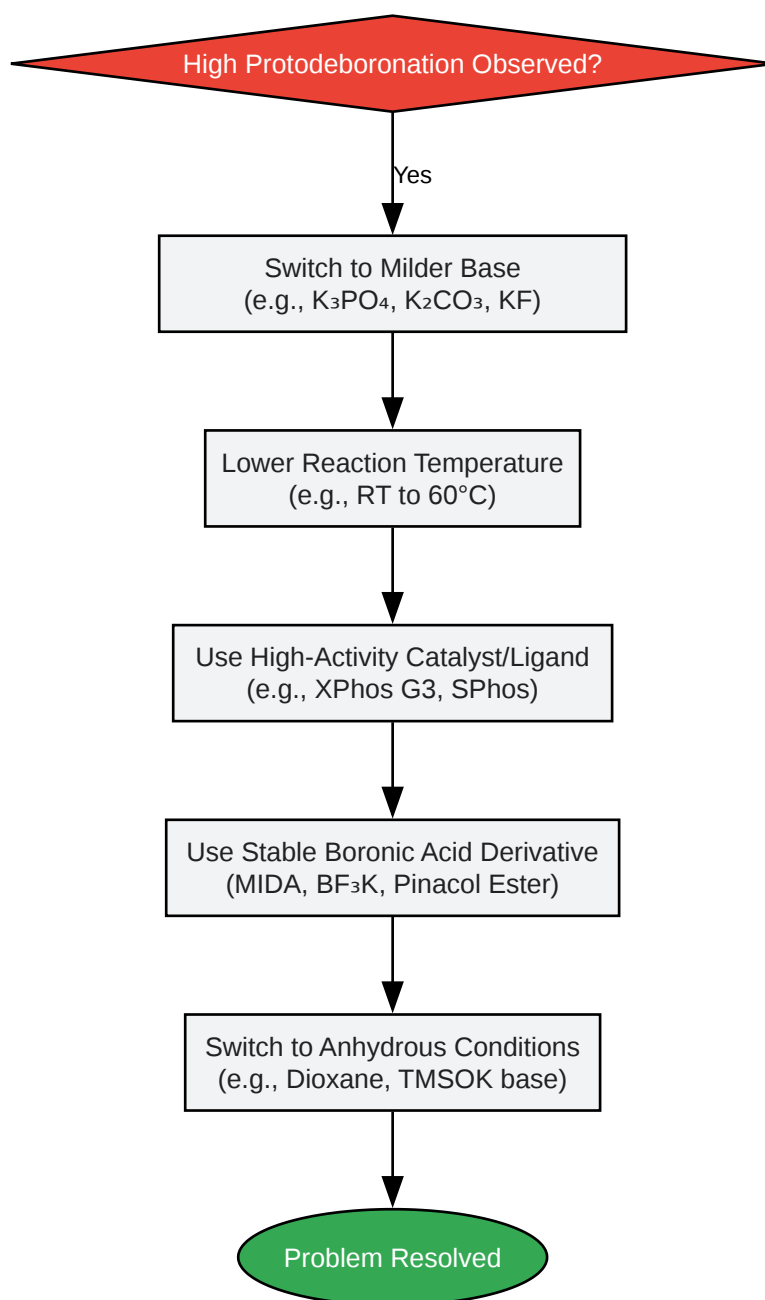 High Protodeboronation Observed?
Yes
Switch to Milder Base
(e.g., K₃PO₄, K₂CO₃, KF)
Lower Reaction Temperature
(e.g., RT to 60°C)
Use High-Activity Catalyst/Ligand
(e.g., XPhos G3, SPhos)
Use Stable Boronic Acid Derivative
(MIDA, BF₃K, Pinacol Ester)
Switch to Anhydrous Conditions
(e.g., Dioxane, TMSOK base)
Problem Resolved